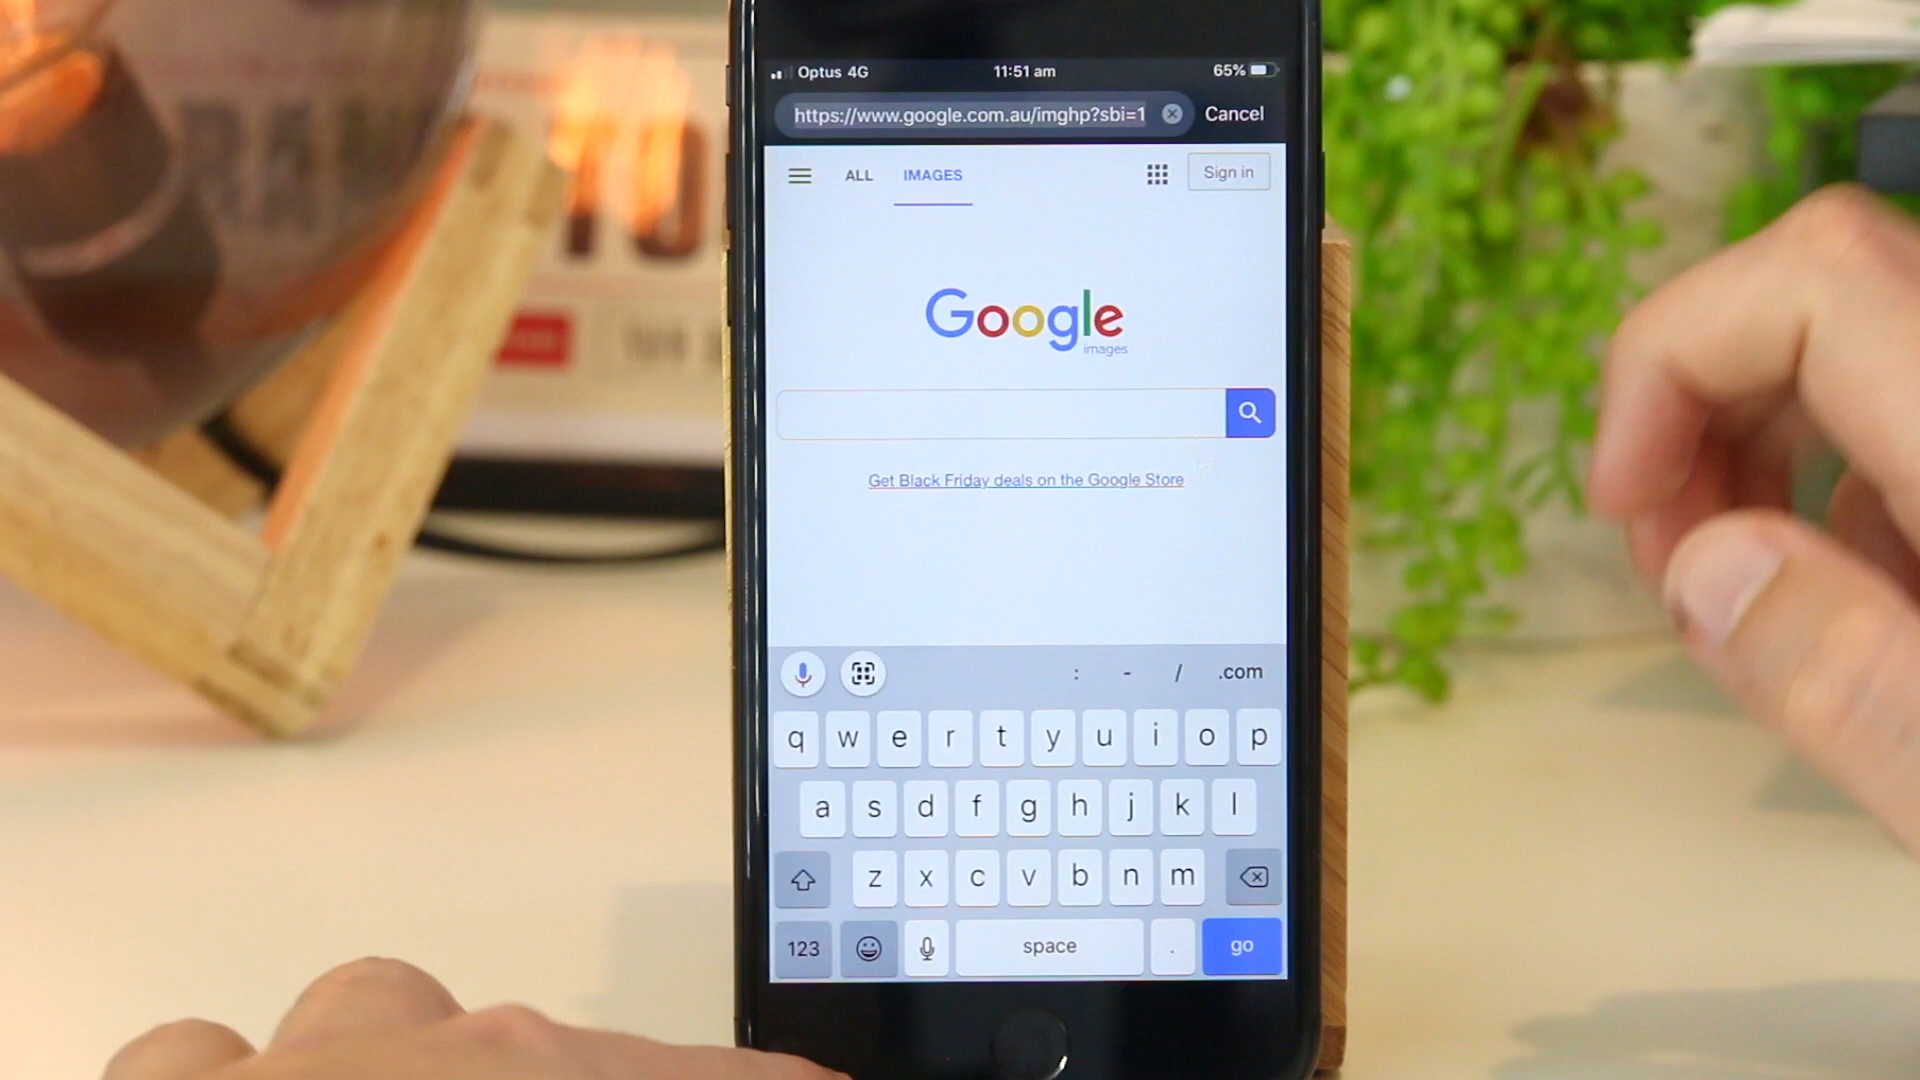 Optus 4G 11:51 am 65%
https://www.google.com.au/imghp?sbi=1 Cancel
ALL IMAGES Sign in
Google
images
Get Black Friday deals on the Google Store
: - / .com
q w e r t y u i o p
a s d f g h j k l
z x c v b n m
123 space . go